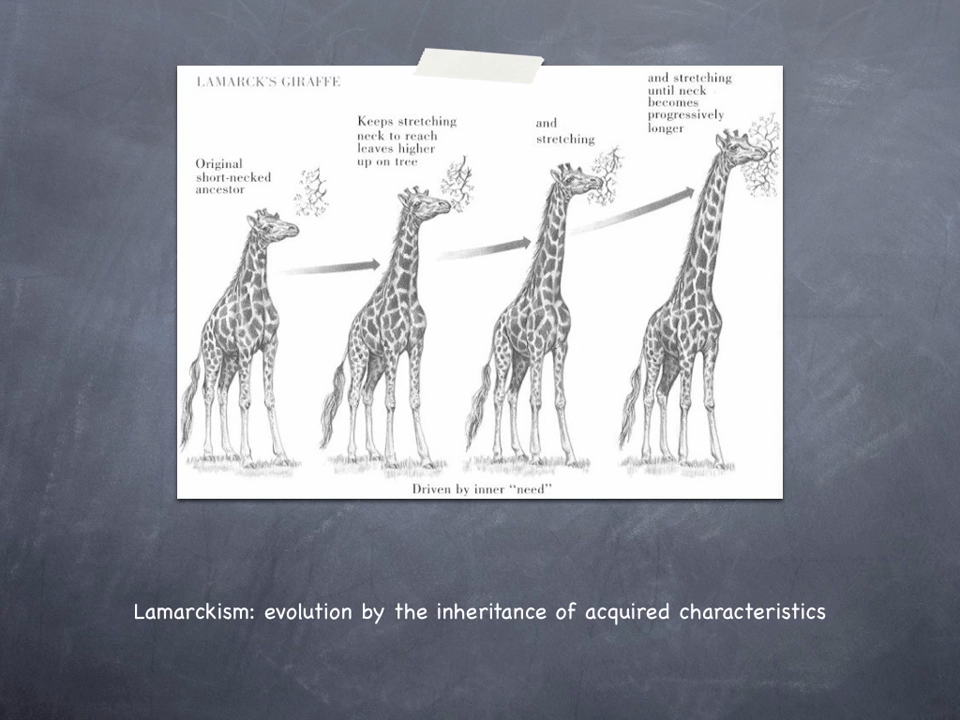 LAMARCK'S GIRAFFE
Original
short-necked
ancestor
Keeps stretching
neck to reach
leaves higher
up on tree
and
stretching
and stretching
until neck
becomes
progressively
longer
Driven by inner “need”
Lamarckism: evolution by the inheritance of acquired characteristics